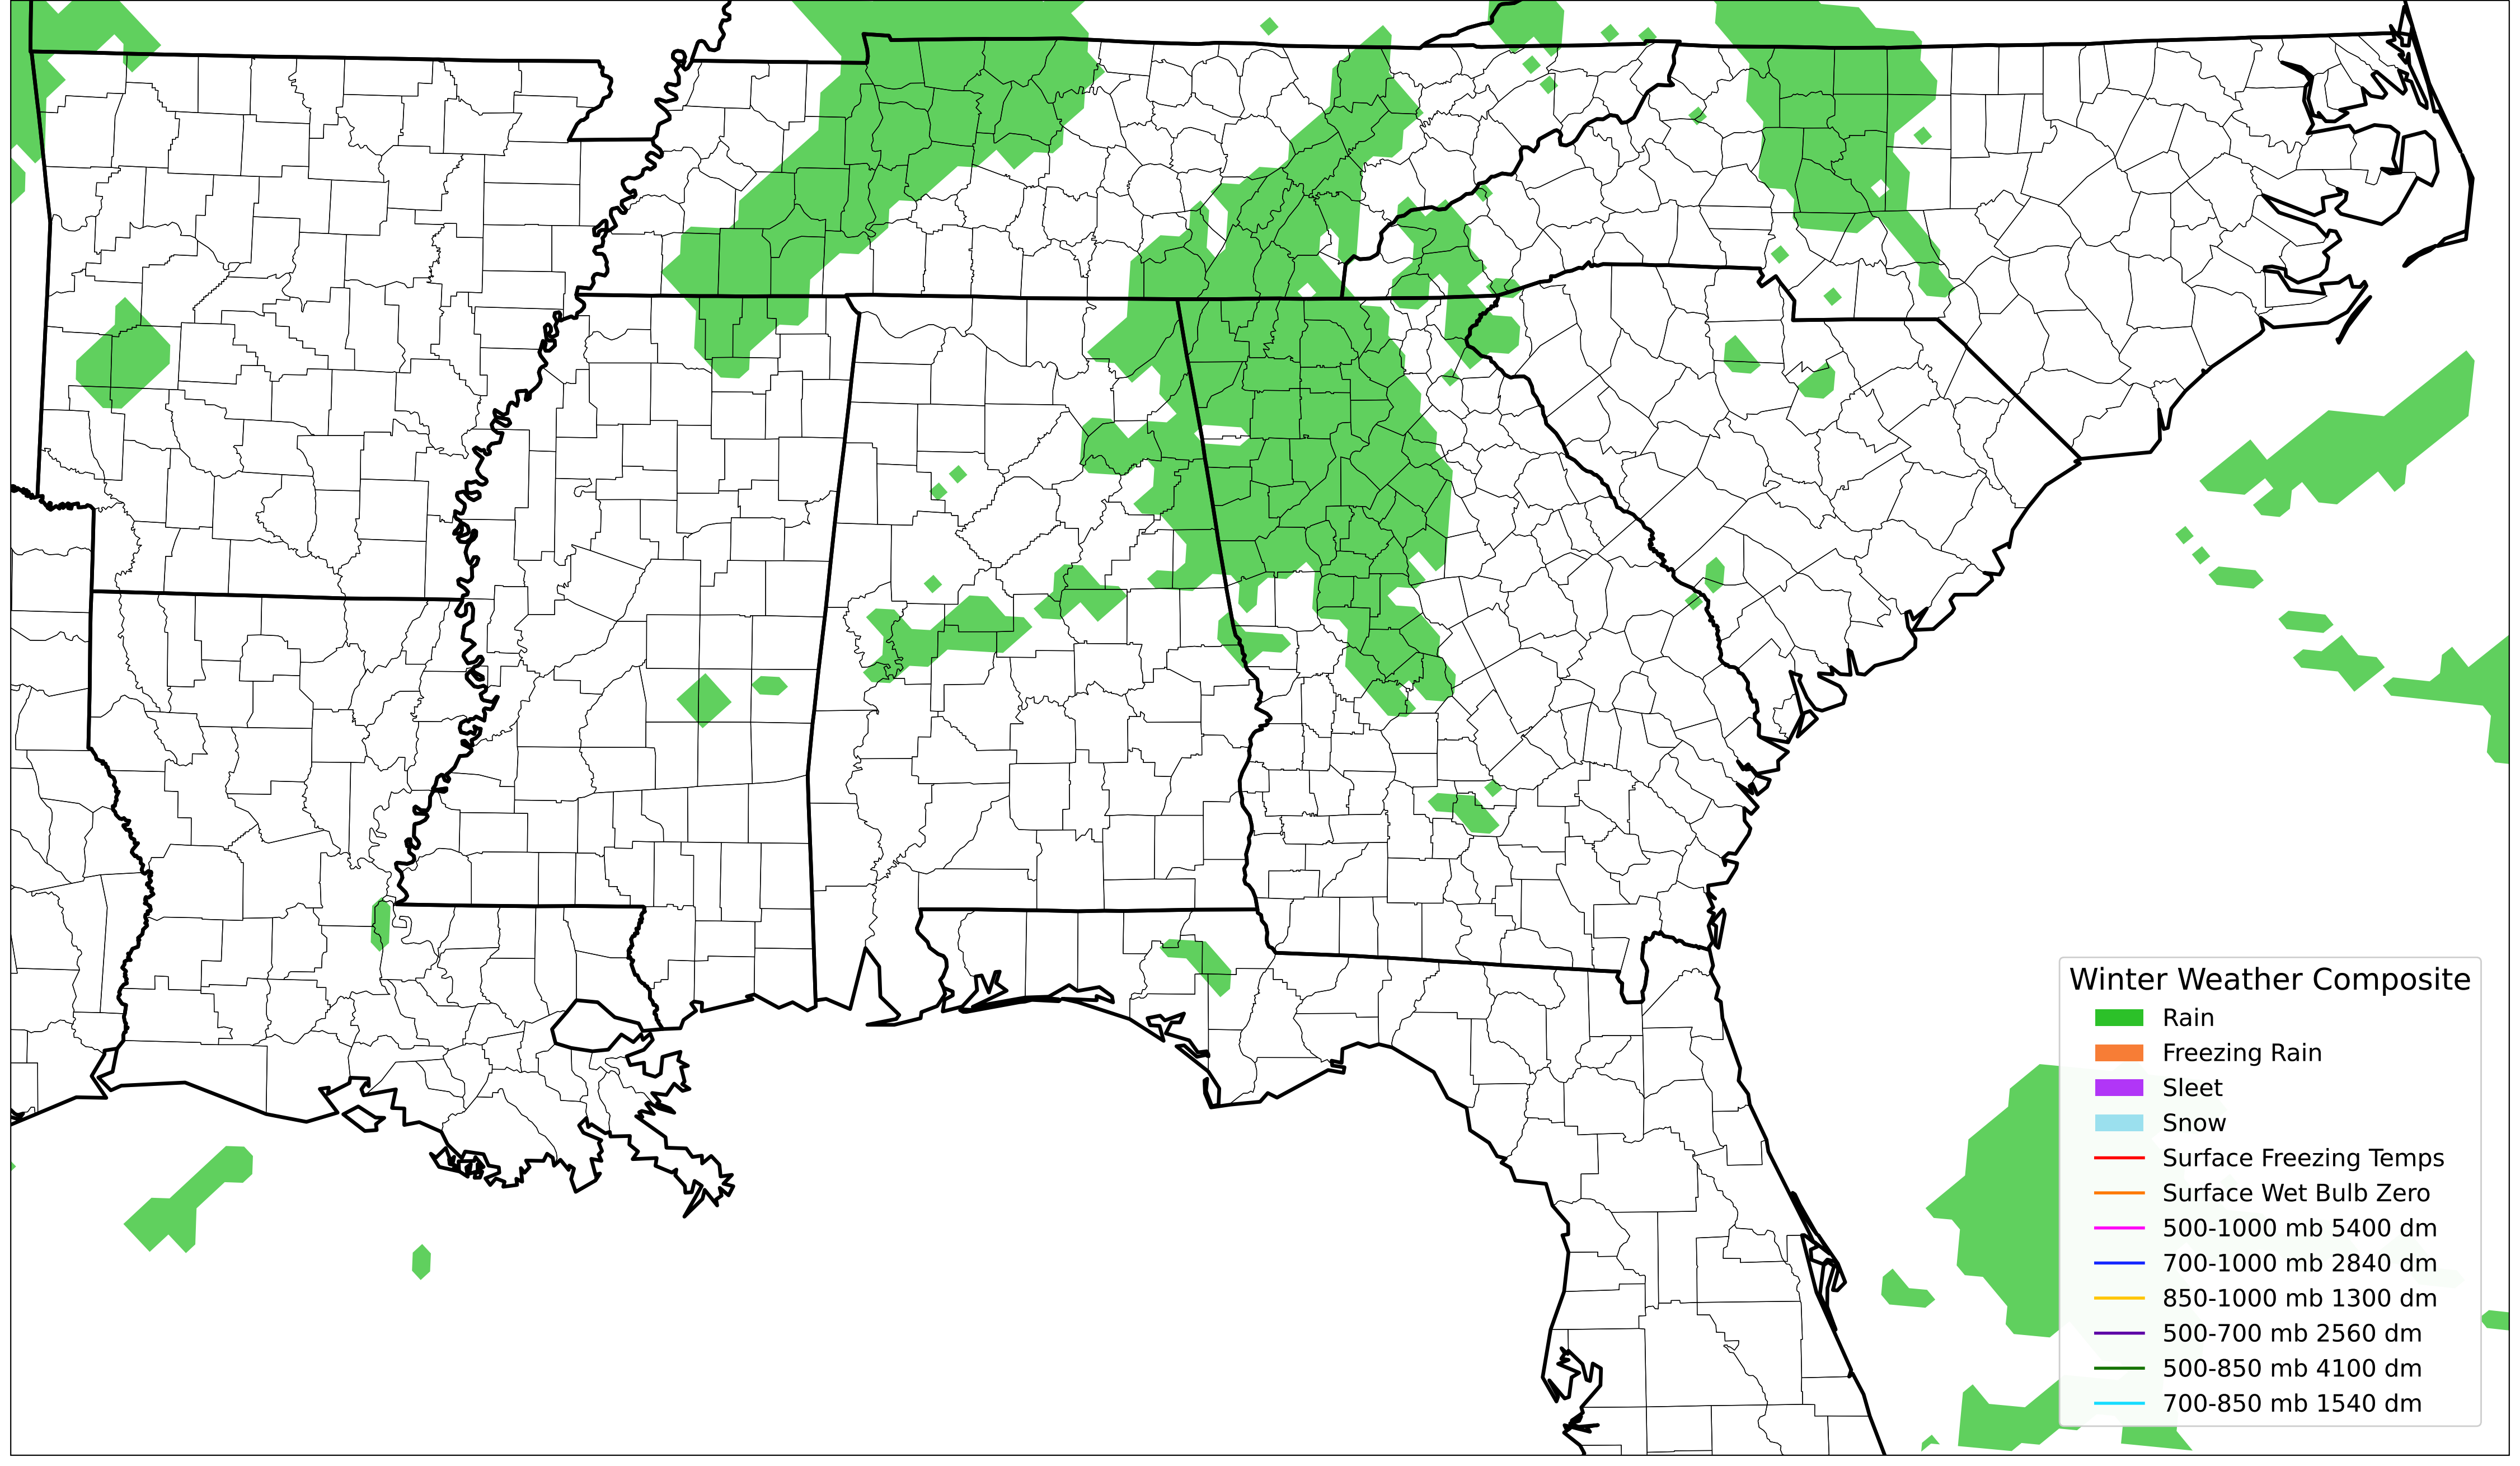 Winter Weather Composite
Rain
Freezing Rain
Sleet
Snow
Surface Freezing Temps
Surface Wet Bulb Zero
500-1000 mb 5400 dm
700-1000 mb 2840 dm
850-1000 mb 1300 dm
500-700 mb 2560 dm
500-850 mb 4100 dm
700-850 mb 1540 dm